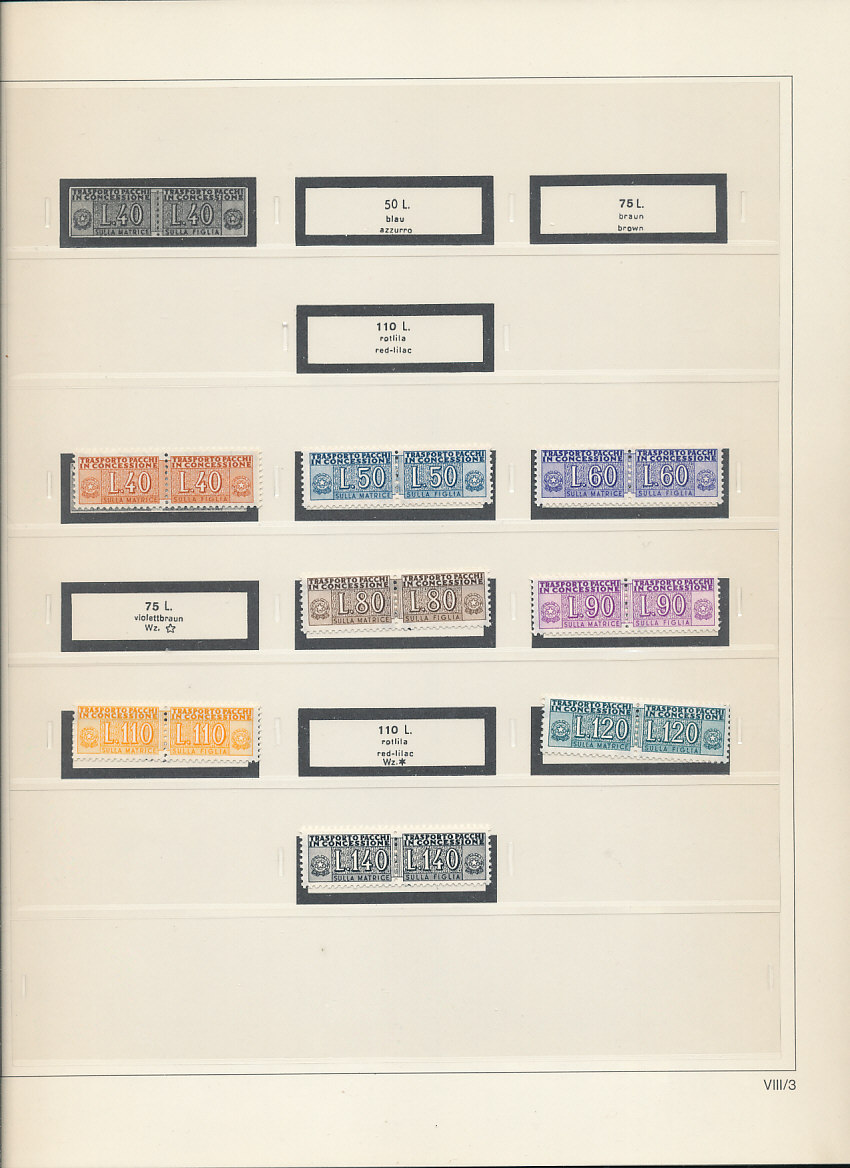 TRASPORTO PACCHI TRASPORTO PACCHI
IN CONCESSIONE IN CONCESSIONE
L.40 L.40
SULLA MATRICE SULLA FIGLIA
50 L.
blau
azzurro
75 L.
braun
brown
110 L.
rotlila
red-lilac
TRASPORTO PACCHI TRASPORTO PACCHI
IN CONCESSIONE IN CONCESSIONE
L.40 L.40
SULLA MATRICE SULLA FIGLIA
TRASPORTO PACCHI TRASPORTO PACCHI
IN CONCESSIONE IN CONCESSIONE
L.50 L.50
SULLA MATRICE SULLA FIGLIA
TRASPORTO PACCHI TRASPORTO PACCHI
IN CONCESSIONE IN CONCESSIONE
L.60 L.60
SULLA MATRICE SULLA FIGLIA
75 L.
violettbraun
Wz. ☆
TRASPORTO PACCHI TRASPORTO PACCHI
IN CONCESSIONE IN CONCESSIONE
L.80 L.80
SULLA MATRICE SULLA FIGLIA
TRASPORTO PACCHI TRASPORTO PACCHI
IN CONCESSIONE IN CONCESSIONE
L.90 L.90
SULLA MATRICE SULLA FIGLIA
TRASPORTO PACCHI TRASPORTO PACCHI
IN CONCESSIONE IN CONCESSIONE
L.110 L.110
SULLA MATRICE SULLA FIGLIA
110 L.
rotlila
red-lilac
Wz.*
TRASPORTO PACCHI TRASPORTO PACCHI
IN CONCESSIONE IN CONCESSIONE
L.120 L.120
SULLA MATRICE SULLA FIGLIA
TRASPORTO PACCHI TRASPORTO PACCHI
IN CONCESSIONE IN CONCESSIONE
L.140 L.140
SULLA MATRICE SULLA FIGLIA
VIII/3